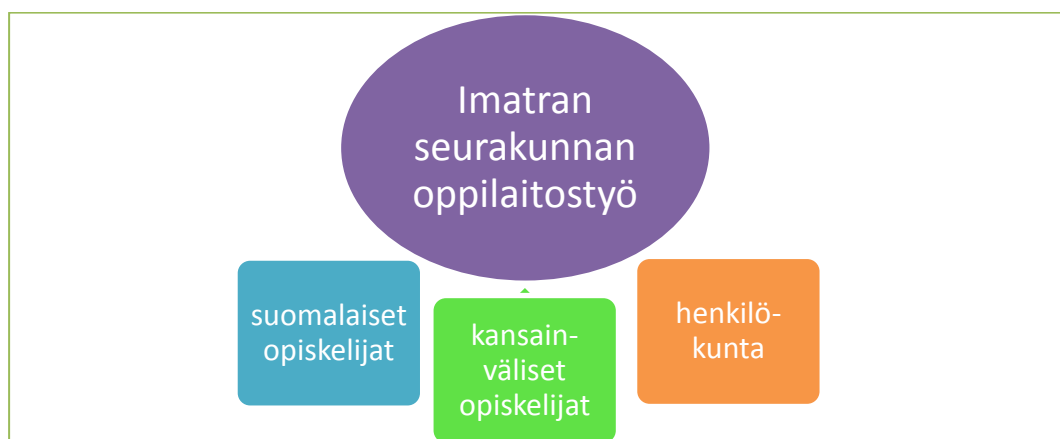 Imatran
seurakunnan
oppilaitostyö
suomalaiset
opiskelijat
kansain-
väliset
opiskelijat
henkilö-
kunta